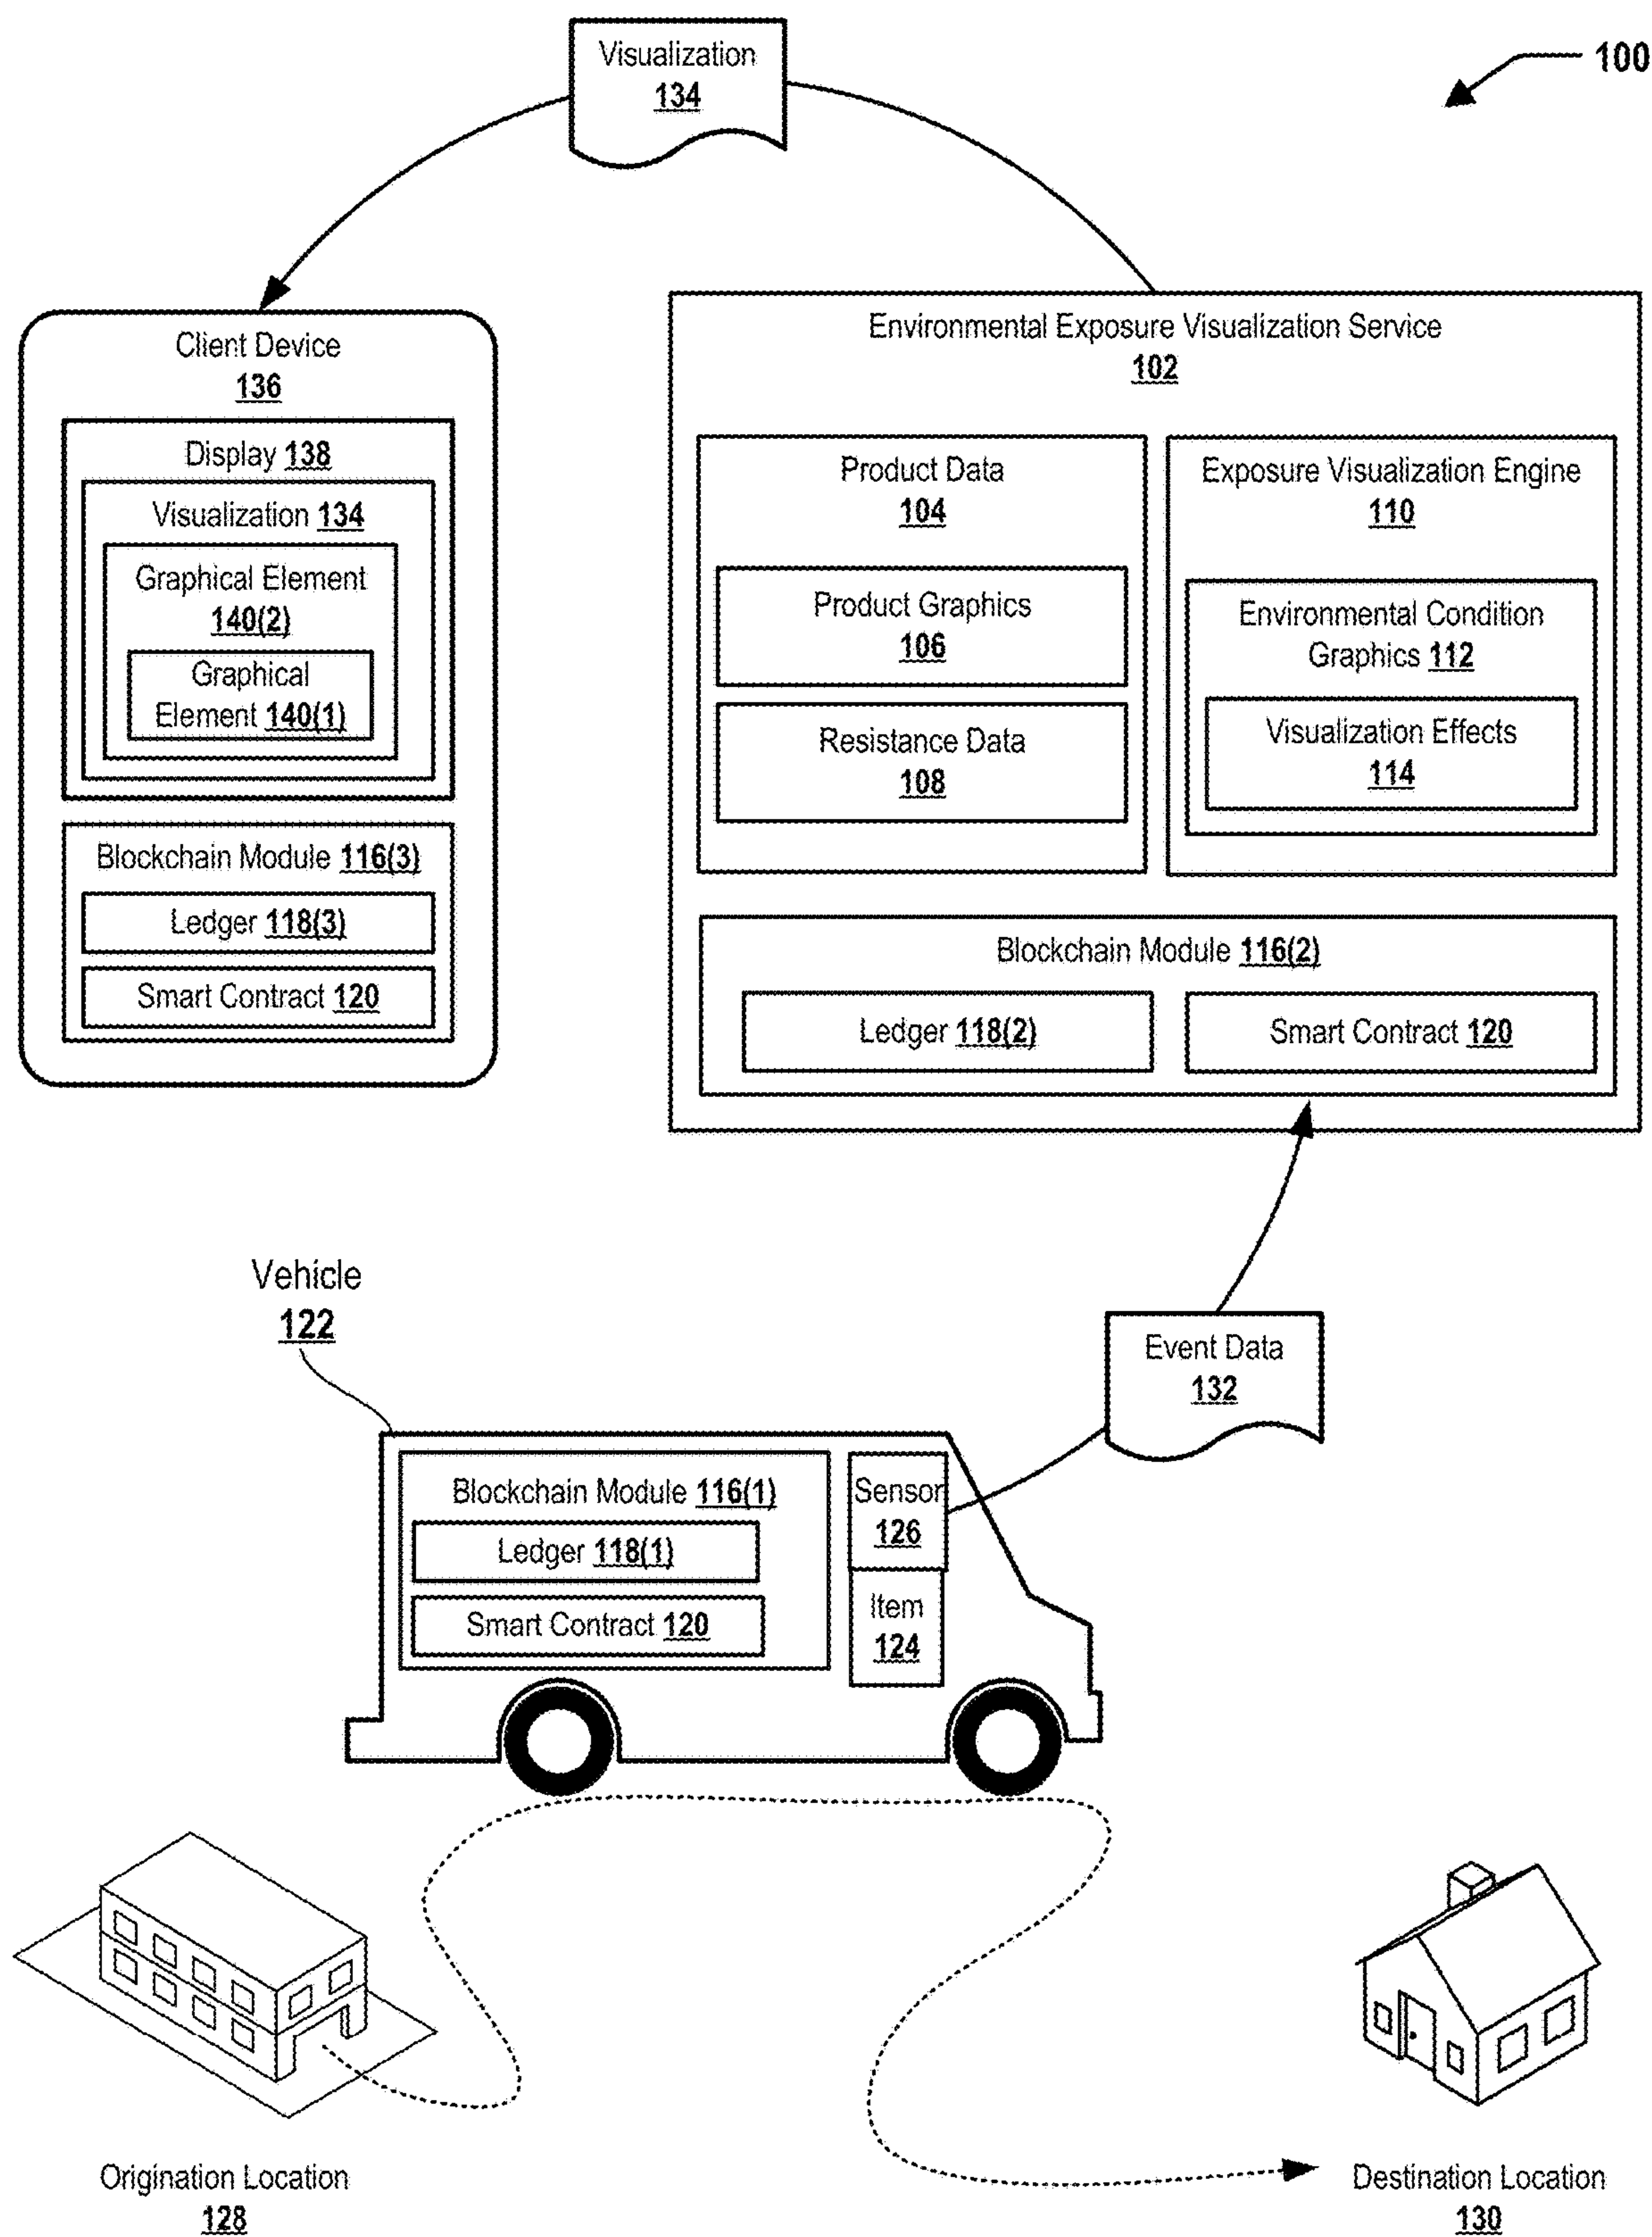 Visualization
134
100
Client Device
136
Display 138
Visualization 134
Graphical Element
140(2)
Graphical
Element 140(1)
Blockchain Module 116(3)
Ledger 118(3)
Smart Contract 120
Environmental Exposure Visualization Service
102
Product Data
104
Product Graphics
106
Resistance Data
108
Exposure Visualization Engine
110
Environmental Condition
Graphics 112
Visualization Effects
114
Blockchain Module 116(2)
Ledger 118(2)
Smart Contract 120
Vehicle
122
Event Data
132
Blockchain Module 116(1)
Ledger 118(1)
Smart Contract 120
Sensor
126
Item
124
Origination Location
128
Destination Location
130